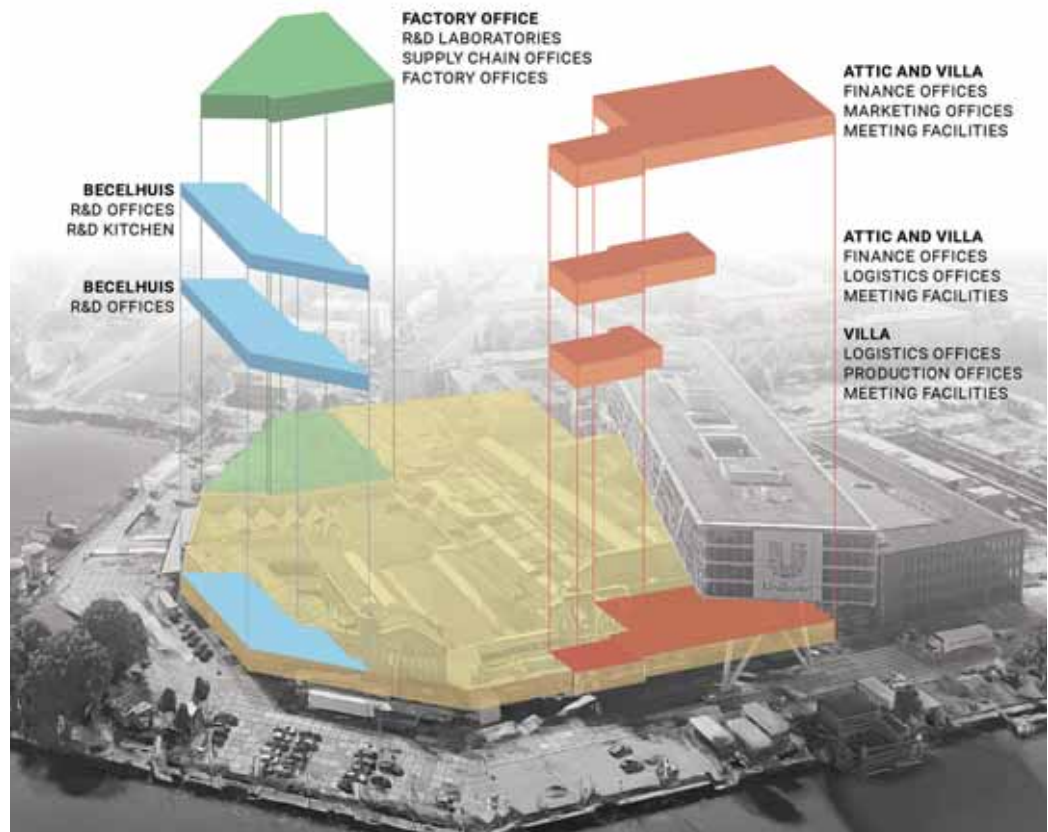 FACTORY OFFICE
R&D LABORATORIES
SUPPLY CHAIN OFFICES
FACTORY OFFICES
ATTIC AND VILLA
FINANCE OFFICES
MARKETING OFFICES
MEETING FACILITIES
BECELHUIS
R&D OFFICES
R&D KITCHEN
ATTIC AND VILLA
FINANCE OFFICES
LOGISTICS OFFICES
MEETING FACILITIES
BECELHUIS
R&D OFFICES
VILLA
LOGISTICS OFFICES
PRODUCTION OFFICES
MEETING FACILITIES